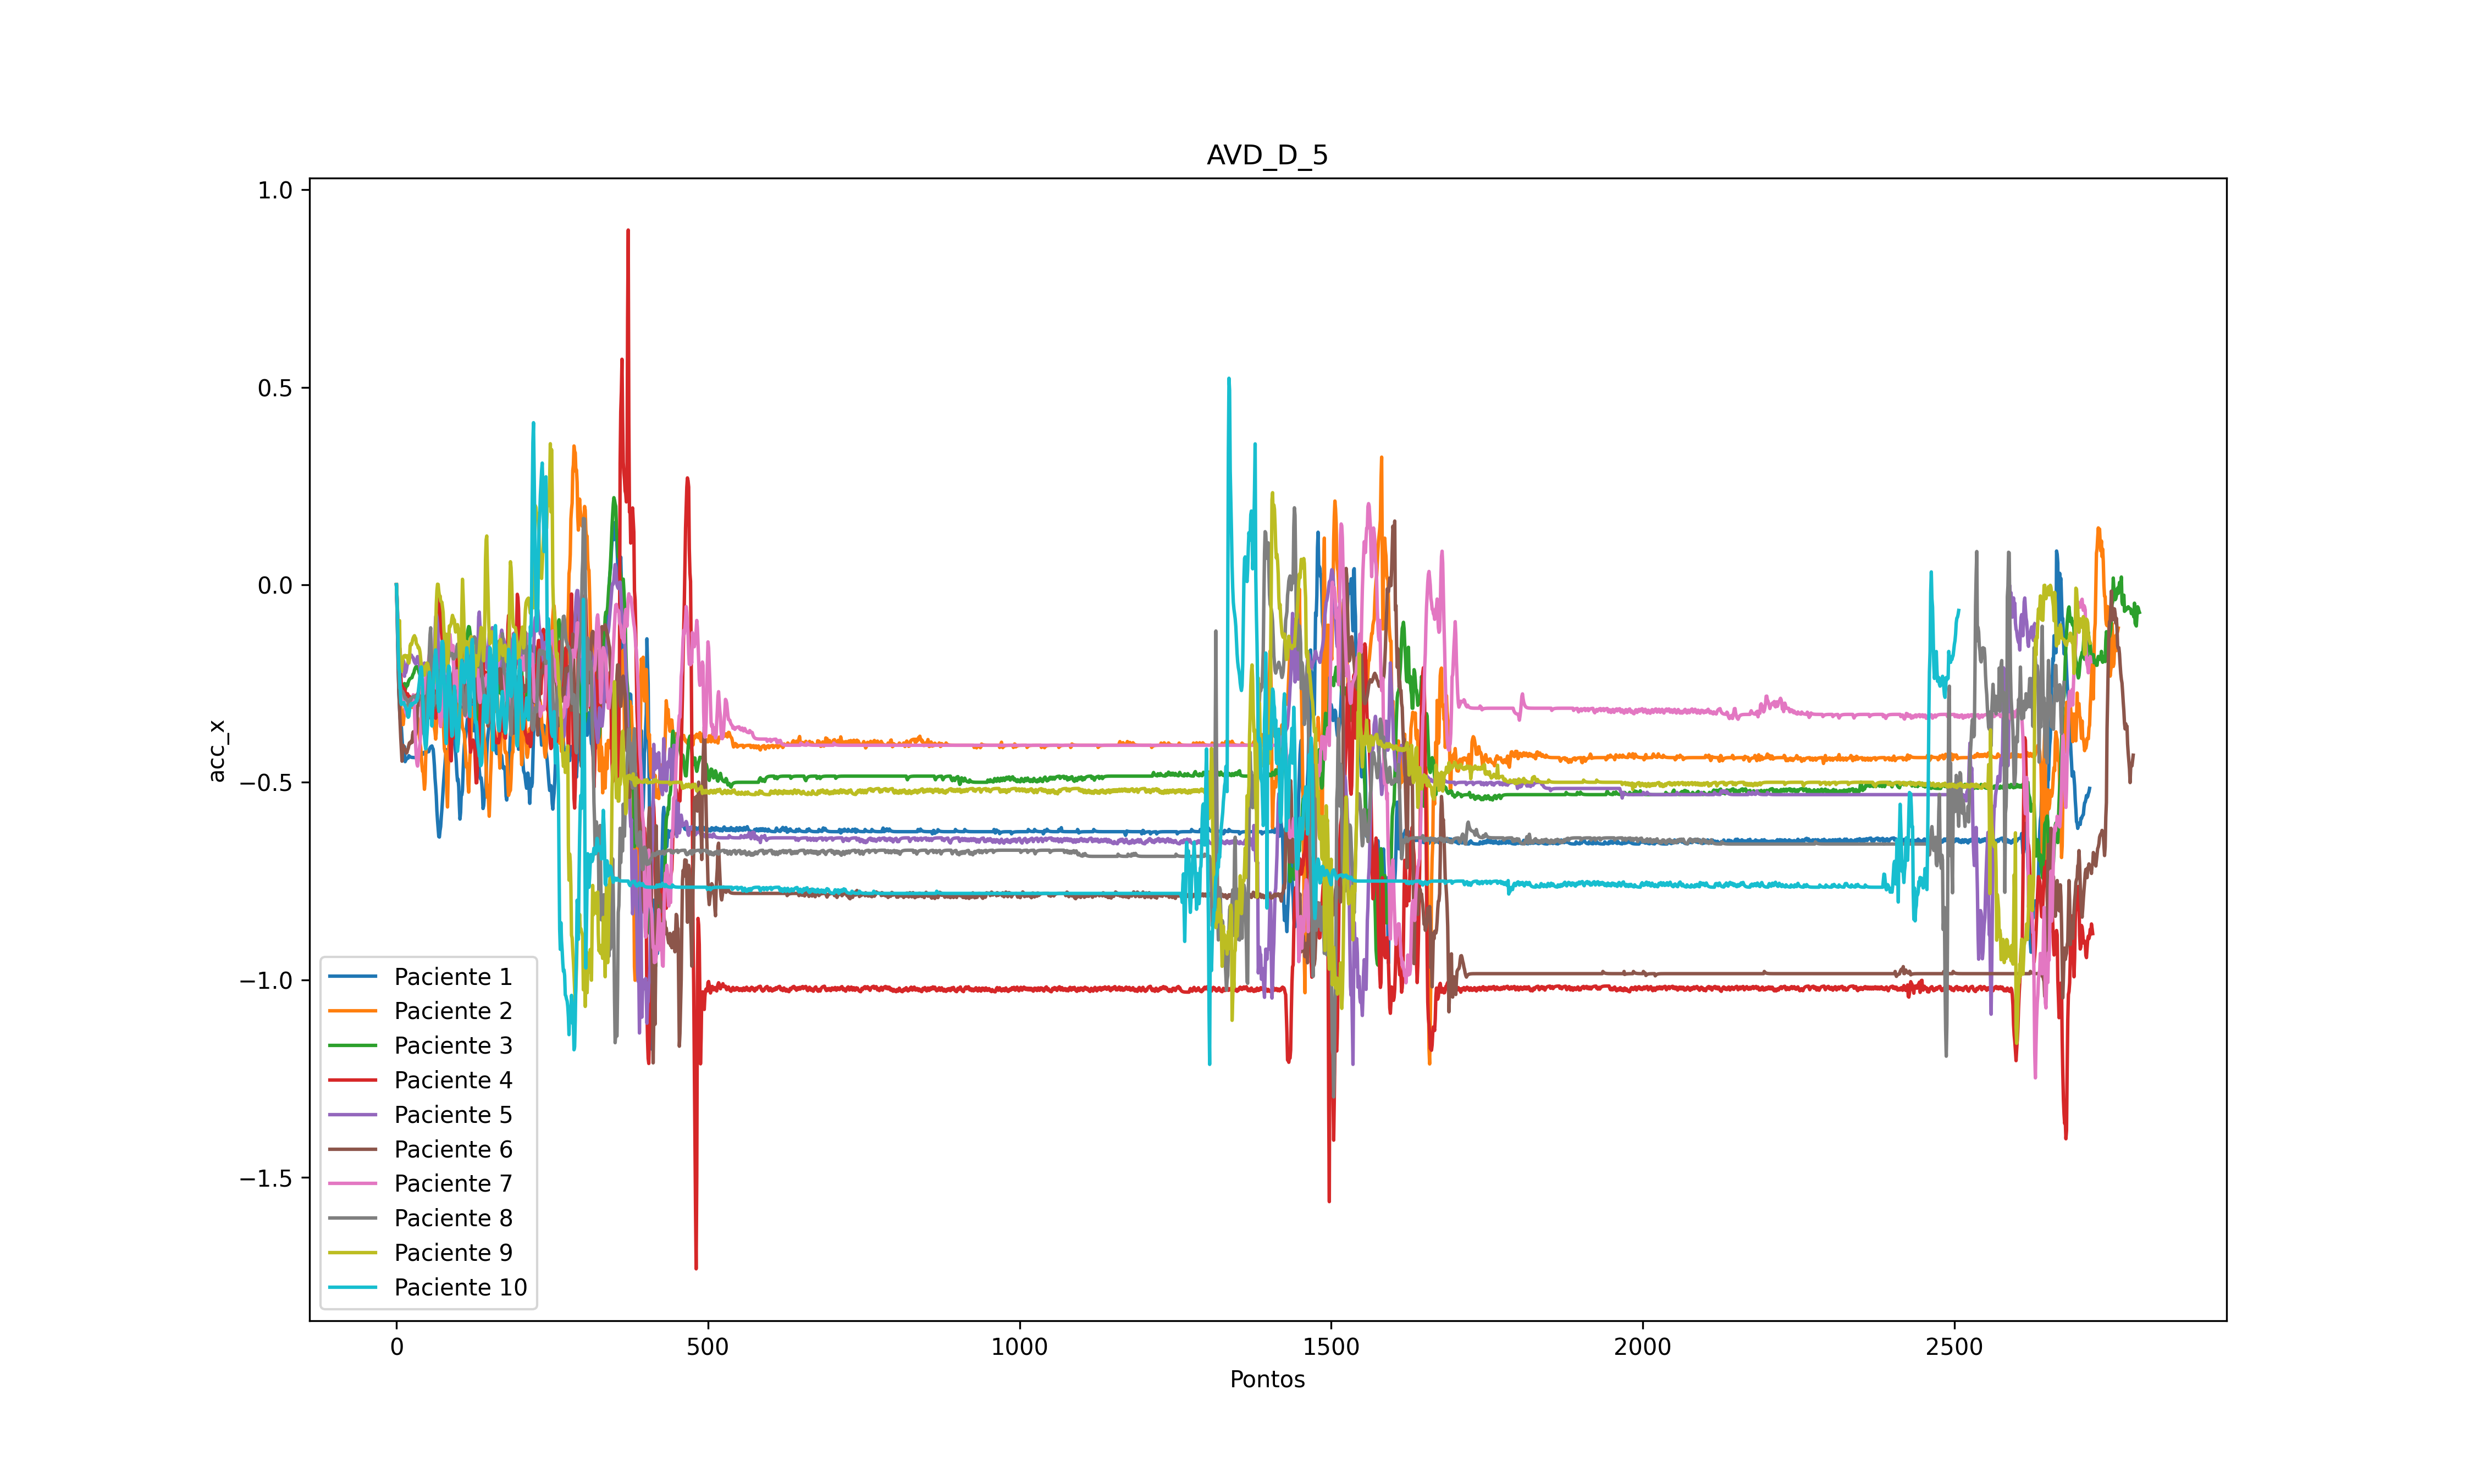 AVD_D_5
1.0
0.5
0.0
−0.5
−1.0
−1.5
acc_x
Paciente 1
Paciente 2
Paciente 3
Paciente 4
Paciente 5
Paciente 6
Paciente 7
Paciente 8
Paciente 9
Paciente 10
0 500 1000 1500 2000 2500
Pontos